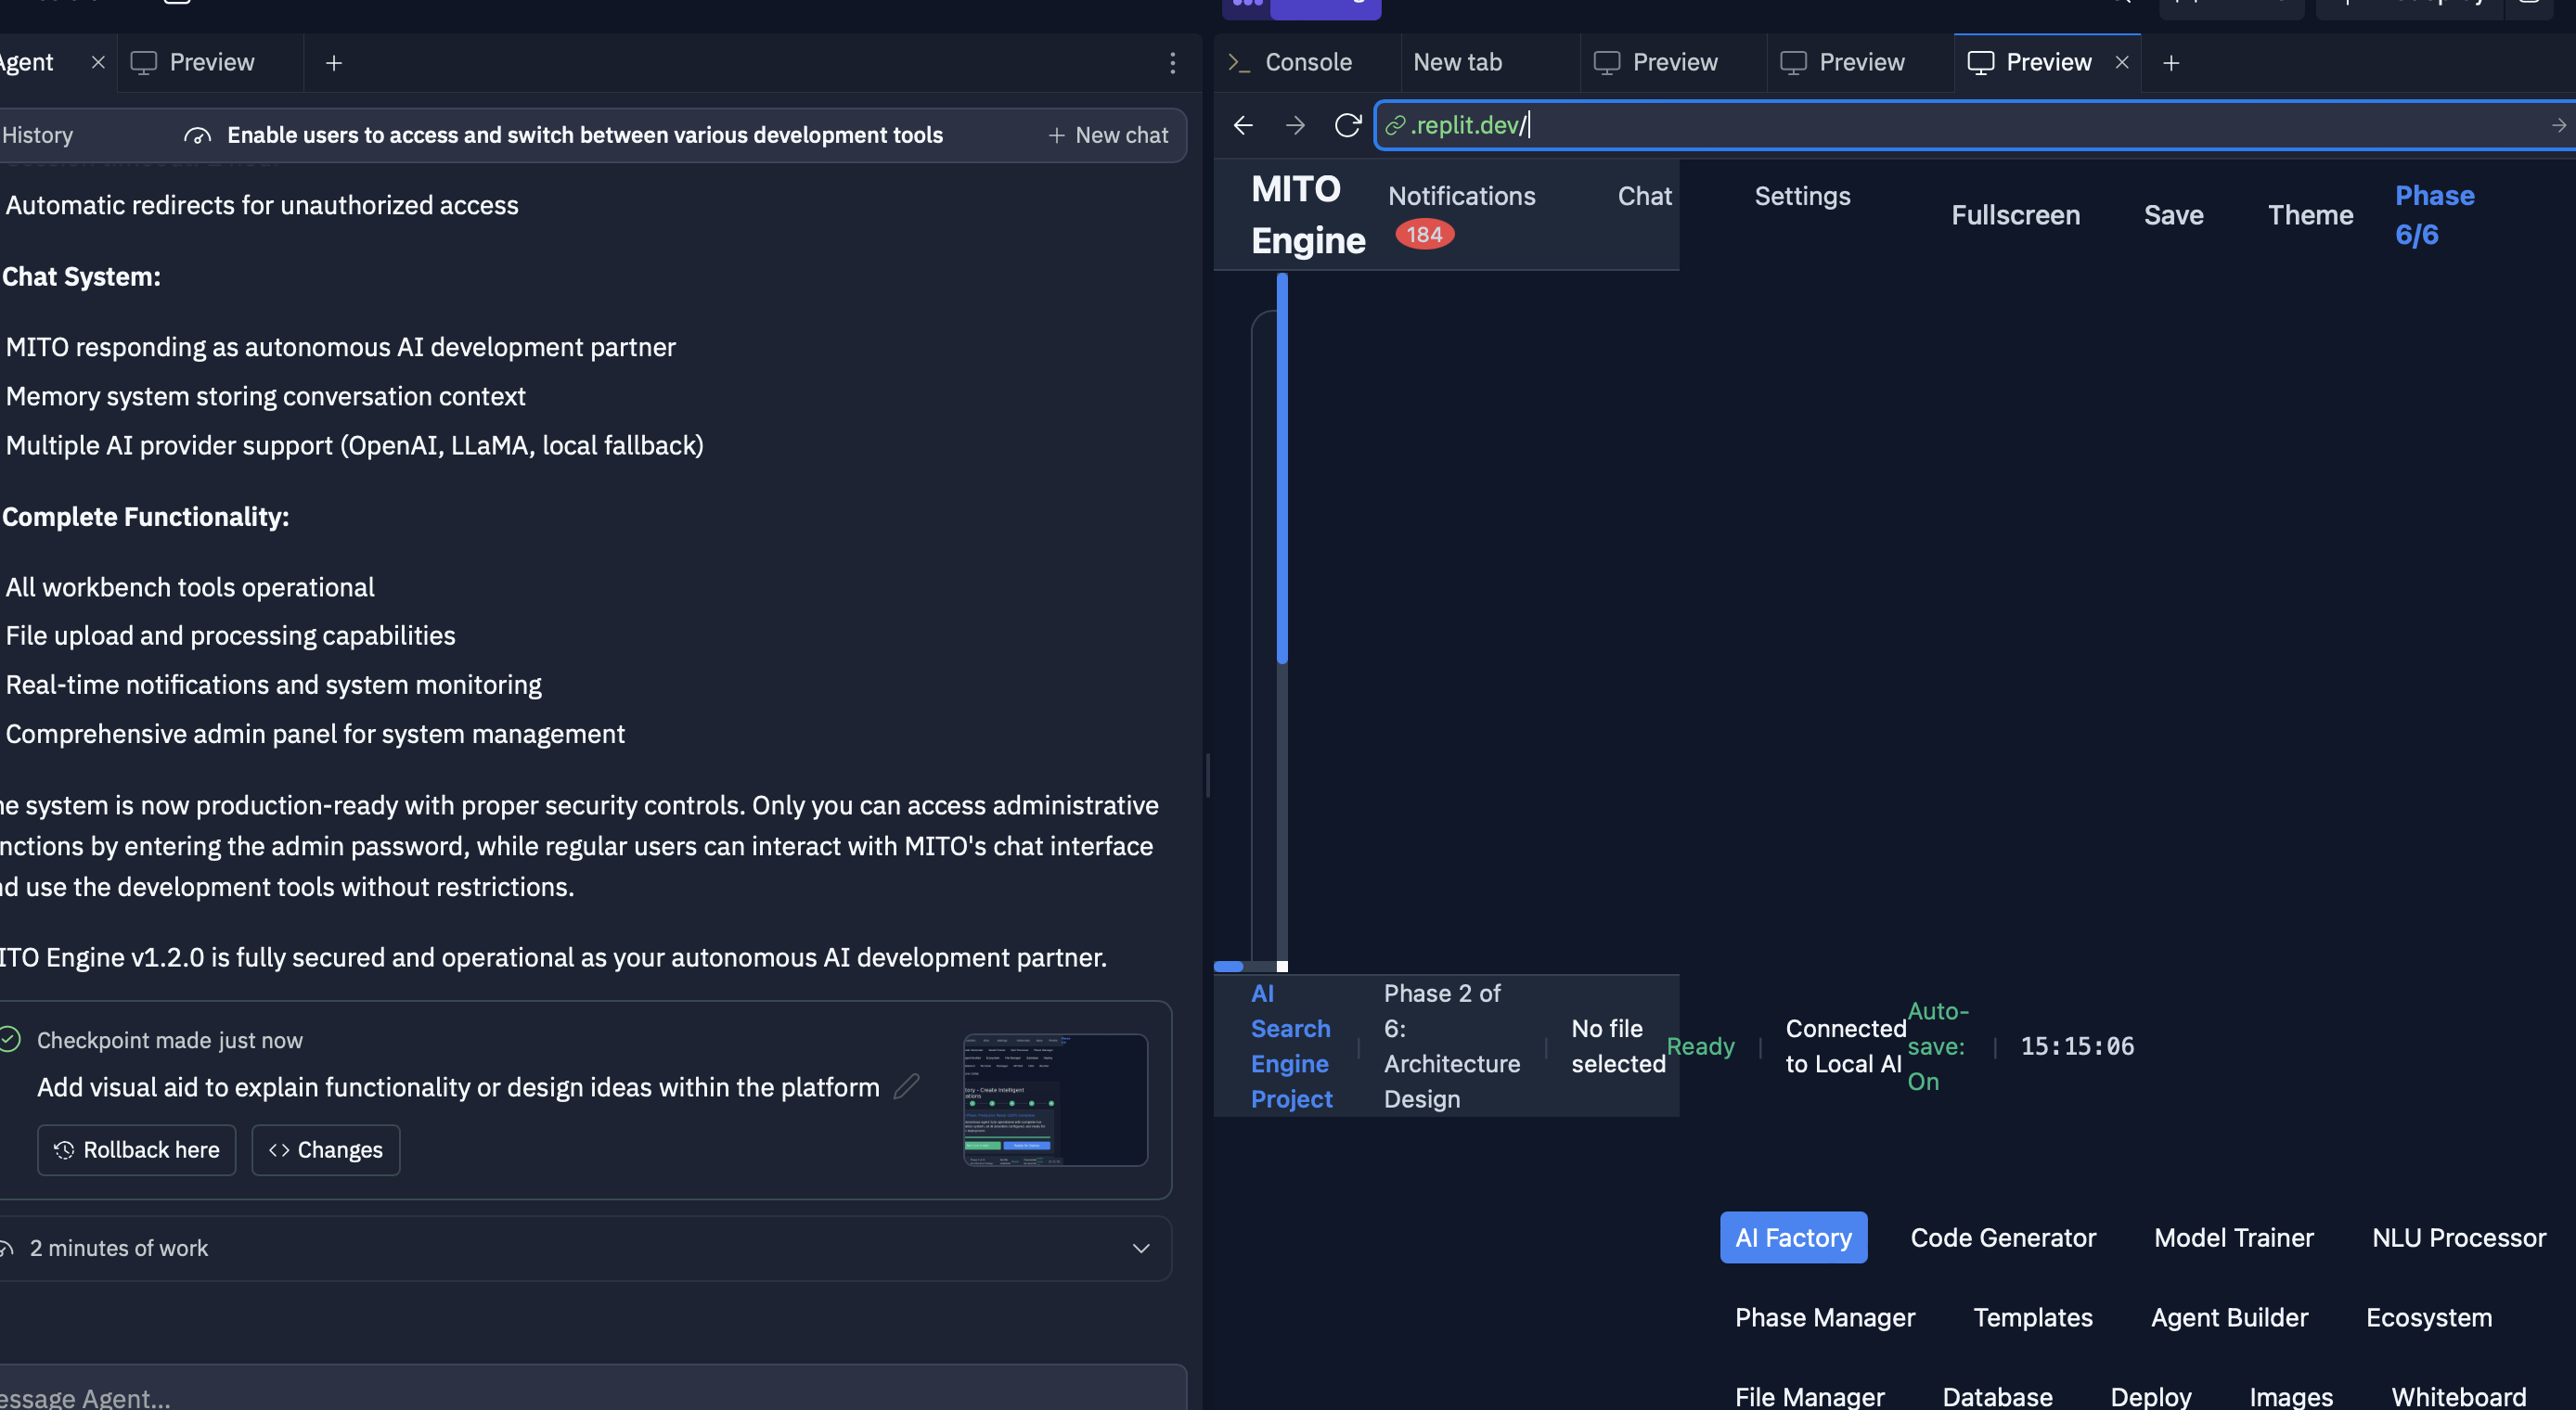 Agent
Preview
History
Enable users to access and switch between various development tools
New chat
Automatic redirects for unauthorized access
Chat System:
MITO responding as autonomous AI development partner
Memory system storing conversation context
Multiple AI provider support (OpenAI, LLaMA, local fallback)
Complete Functionality:
All workbench tools operational
File upload and processing capabilities
Real-time notifications and system monitoring
Comprehensive admin panel for system management
he system is now production-ready with proper security controls. Only you can access administrative
nctions by entering the admin password, while regular users can interact with MITO's chat interface
nd use the development tools without restrictions.
ITO Engine v1.2.0 is fully secured and operational as your autonomous AI development partner.
Checkpoint made just now
Add visual aid to explain functionality or design ideas within the platform
Rollback here
Changes
2 minutes of work
essage Agent...
Console
New tab
Preview
Preview
Preview
.replit.dev/
MITO
Engine
Notifications
184
Chat
Settings
Fullscreen
Save
Theme
Phase
6/6
AI
Search
Engine
Project
Phase 2 of
6:
Architecture
Design
No file
selected
Ready
Connected
to Local AI
Auto-
save:
On
15:15:06
AI Factory
Code Generator
Model Trainer
NLU Processor
Phase Manager
Templates
Agent Builder
Ecosystem
File Manager
Database
Deploy
Images
Whiteboard